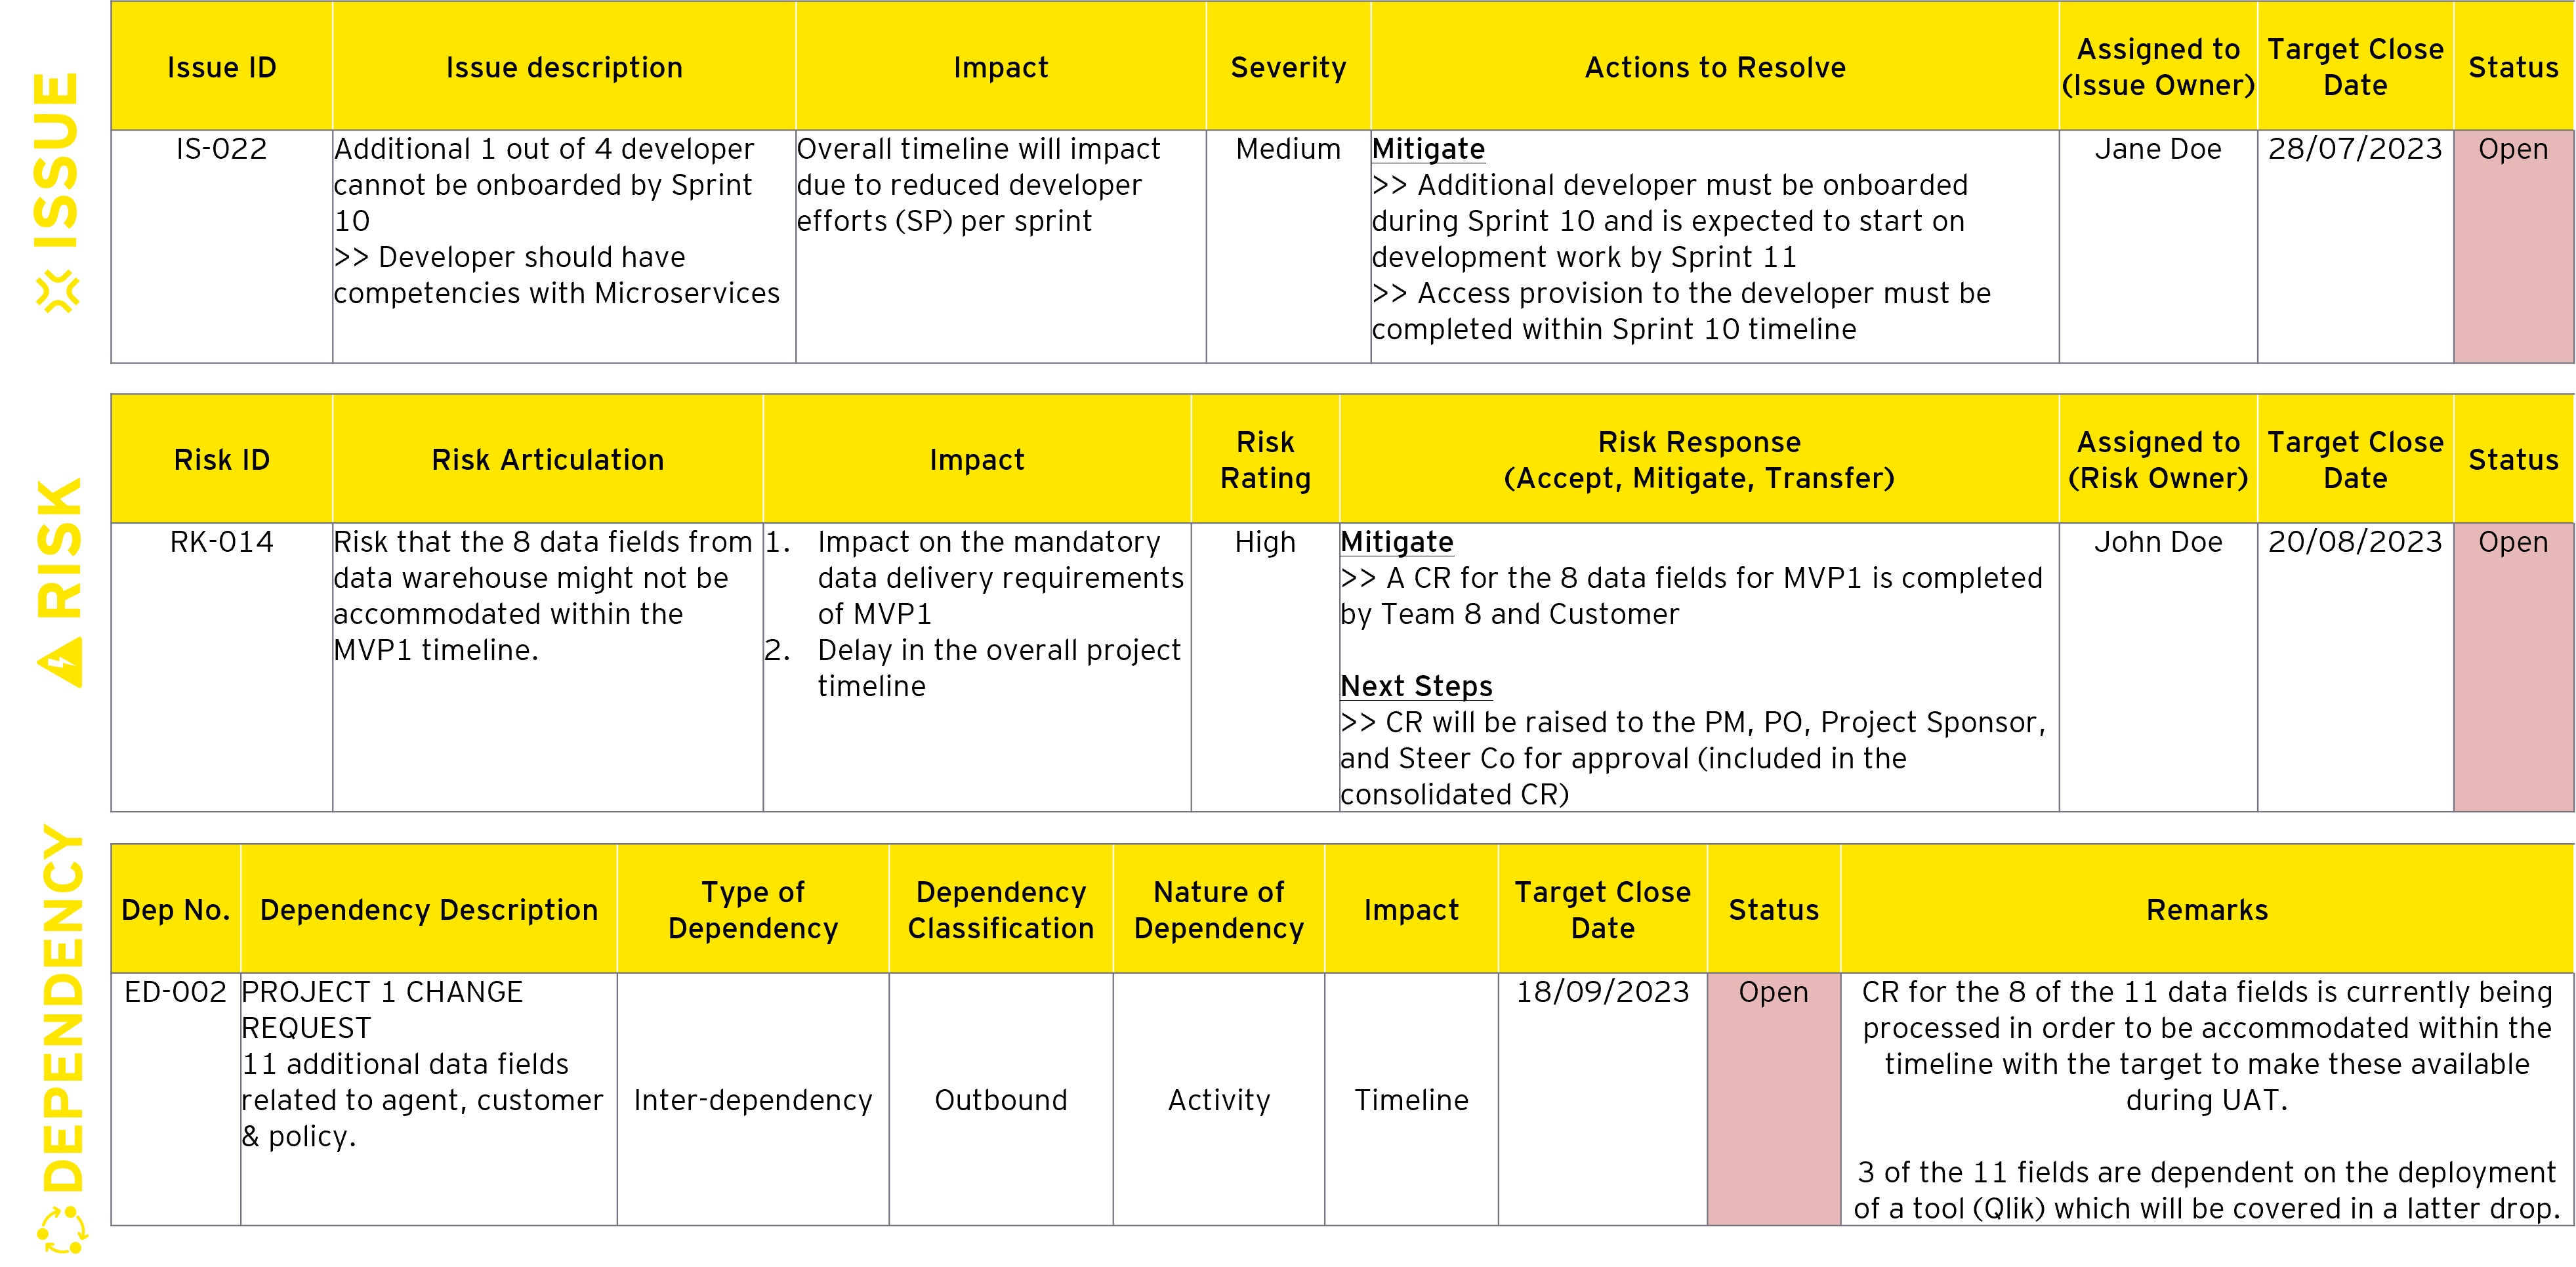 ISSUE
Issue ID
Issue description
Impact
Severity
Actions to Resolve
Assigned to
(Issue Owner)
Target Close
Date
Status
IS-022
Additional 1 out of 4 developer
cannot be onboarded by Sprint
10
>> Developer should have
competencies with Microservices
Overall timeline will impact
due to reduced developer
efforts (SP) per sprint
Medium
Mitigate
>> Additional developer must be onboarded
during Sprint 10 and is expected to start on
development work by Sprint 11
>> Access provision to the developer must be
completed within Sprint 10 timeline
Jane Doe
28/07/2023
Open
RISK
Risk ID
Risk Articulation
Impact
Risk
Rating
Risk Response
(Accept, Mitigate, Transfer)
Assigned to
(Risk Owner)
Target Close
Date
Status
RK-014
Risk that the 8 data fields from
data warehouse might not be
accommodated within the
MVP1 timeline.
1. Impact on the mandatory
data delivery requirements
of MVP1
2. Delay in the overall project
timeline
High
Mitigate
>> A CR for the 8 data fields for MVP1 is completed
by Team 8 and Customer
Next Steps
>> CR will be raised to the PM, PO, Project Sponsor,
and Steer Co for approval (included in the
consolidated CR)
John Doe
20/08/2023
Open
DEPENDENCY
Dep No.
Dependency Description
Type of
Dependency
Dependency
Classification
Nature of
Dependency
Impact
Target Close
Date
Status
Remarks
ED-002
PROJECT 1 CHANGE
REQUEST
11 additional data fields
related to agent, customer
& policy.
Inter-dependency
Outbound
Activity
Timeline
18/09/2023
Open
CR for the 8 of the 11 data fields is currently being
processed in order to be accommodated within the
timeline with the target to make these available
during UAT.
3 of the 11 fields are dependent on the deployment
of a tool (Qlik) which will be covered in a latter drop.